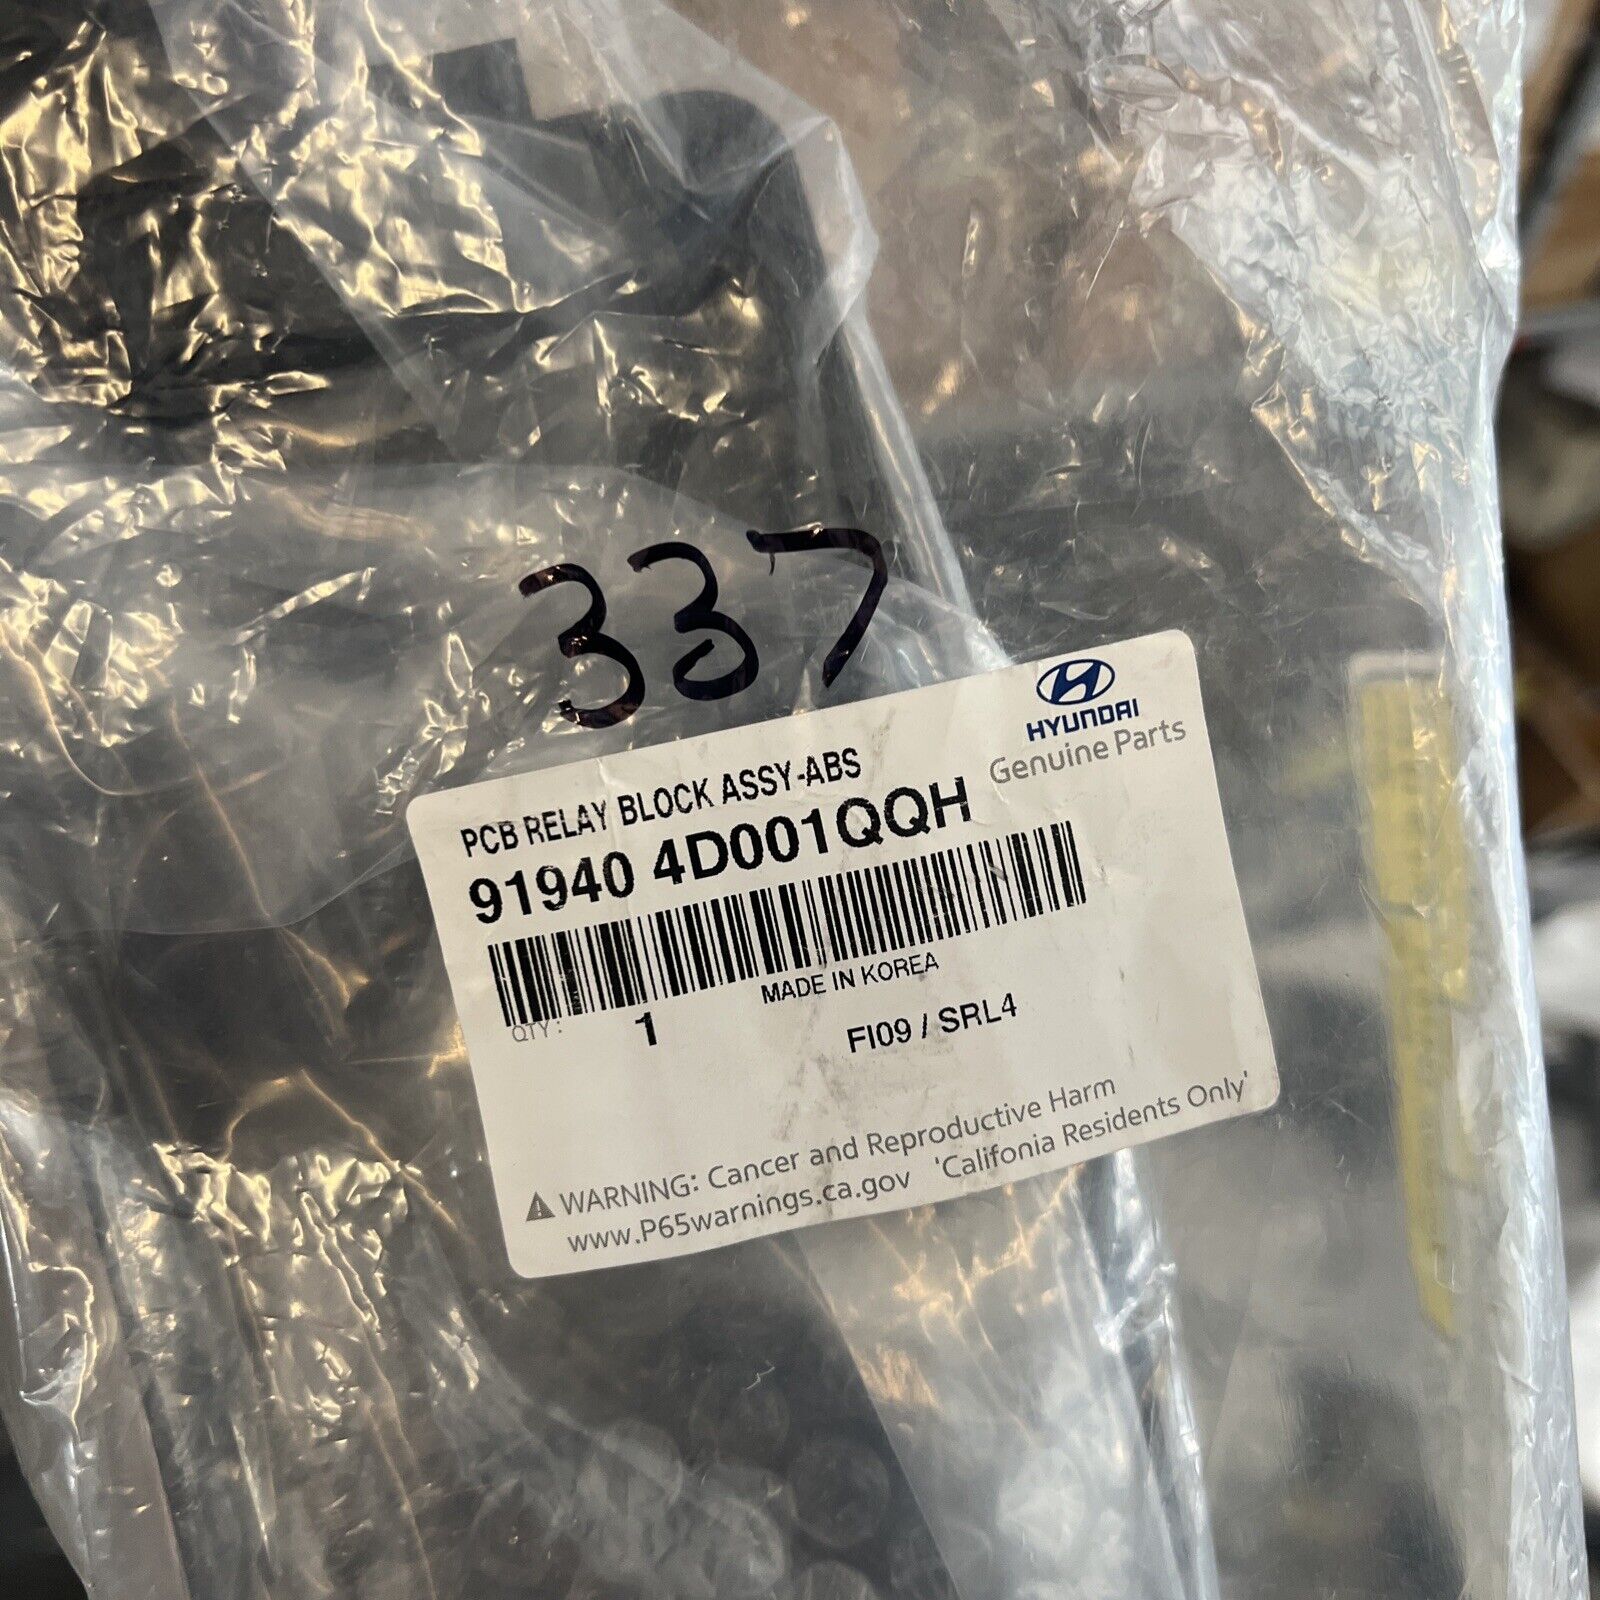 337
HYUNDAI
Genuine Parts
PCB RELAY BLOCK ASSY-ABS
91940 4D001QQH
MADE IN KOREA
QTY : 1
FI09 / SRL4
WARNING: Cancer and Reproductive Harm
www.P65warnings.ca.gov 'Califonia Residents Only'